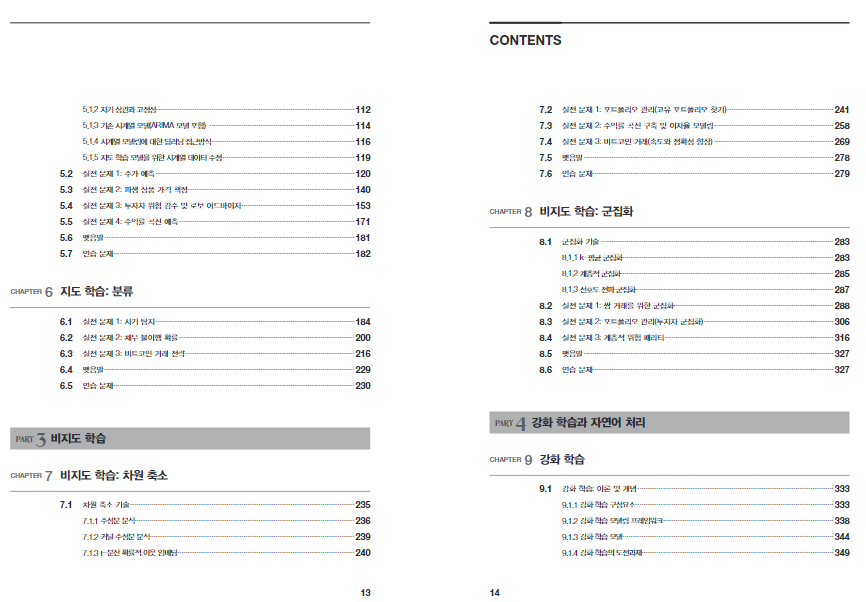 5.1.2 자기 상관과 고정성 112
5.1.3 기존 시계열 모델(ARIMA 모델 포함) 114
5.1.4 시계열 모델링에 대한 딥러닝 접근방식 116
5.1.5 지도 학습 모델을 위한 시계열 데이터 수정 119
5.2 실전 문제 1: 주가 예측 120
5.3 실전 문제 2: 파생 상품 가격 책정 140
5.4 실전 문제 3: 투자자 위험 감수 및 로보 어드바이저 153
5.5 실전 문제 4: 수익률 곡선 예측 171
5.6 맺음말 181
5.7 연습 문제 182
CHAPTER 6 지도 학습: 분류
6.1 실전 문제 1: 사기 탐지 184
6.2 실전 문제 2: 채무 불이행 확률 200
6.3 실전 문제 3: 비트코인 거래 전략 216
6.4 맺음말 229
6.5 연습 문제 230
PART 3 비지도 학습
CHAPTER 7 비지도 학습: 차원 축소
7.1 차원 축소 기술 235
7.1.1 주성분 분석 236
7.1.2 커널 주성분 분석 239
7.1.3 t-분산 확률적 이웃 임베딩 240
13
CONTENTS
7.2 실전 문제 1: 포트폴리오 관리(고유 포트폴리오 찾기) 241
7.3 실전 문제 2: 수익률 곡선 구축 및 이자율 모델링 258
7.4 실전 문제 3: 비트코인 거래(속도와 정확성 향상) 269
7.5 맺음말 278
7.6 연습 문제 279
CHAPTER 8 비지도 학습: 군집화
8.1 군집화 기술 283
8.1.1 k-평균 군집화 283
8.1.2 계층적 군집화 285
8.1.3 선호도 전파 군집화 287
8.2 실전 문제 1: 쌍 거래를 위한 군집화 288
8.3 실전 문제 2: 포트폴리오 관리(투자자 군집화) 306
8.4 실전 문제 3: 계층적 위험 패리티 316
8.5 맺음말 327
8.6 연습 문제 327
PART 4 강화 학습과 자연어 처리
CHAPTER 9 강화 학습
9.1 강화 학습: 이론 및 개념 333
9.1.1 강화 학습 구성요소 333
9.1.2 강화 학습 모델링 프레임워크 338
9.1.3 강화 학습 모델 344
9.1.4 강화 학습의 도전과제 349
14